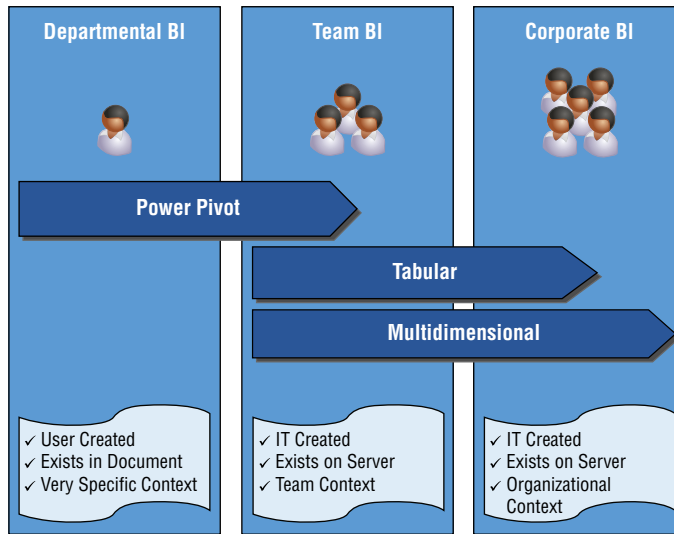 Departmental BI
Team BI
Corporate BI
Power Pivot
Tabular
Multidimensional
✓ User Created
✓ Exists in Document
✓ Very Specific Context
✓ IT Created
✓ Exists on Server
✓ Team Context
✓ IT Created
✓ Exists on Server
✓ Organizational
Context